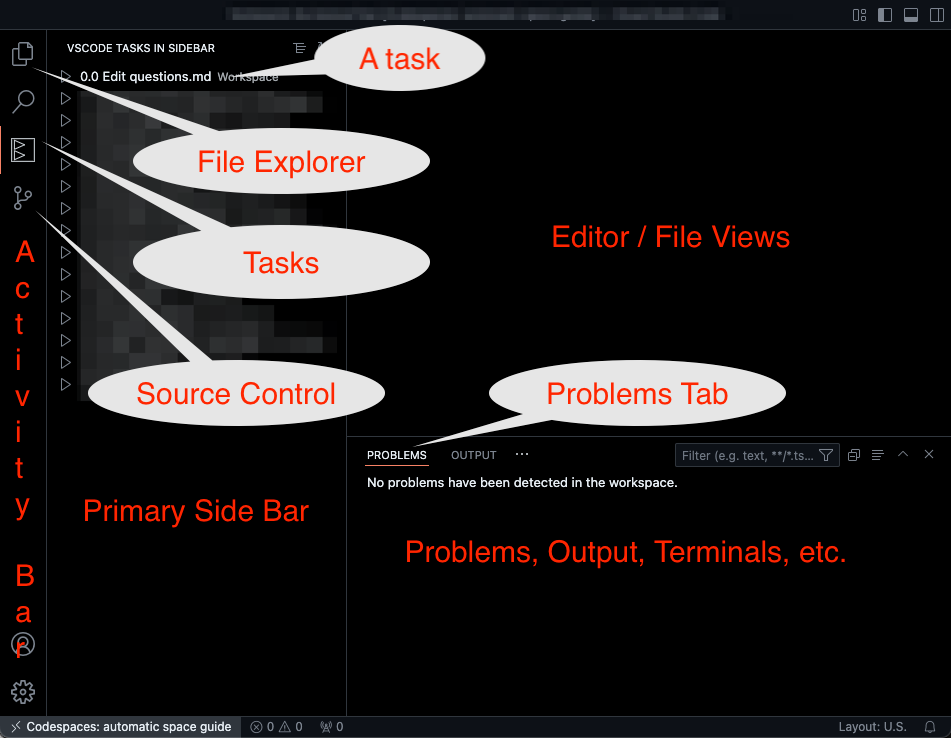 VSCODE TASKS IN SIDEBAR
A task
0.0 Edit questions.md Workspace
File Explorer
Tasks
Editor / File Views
Activity Bar
Source Control
Problems Tab
PROBLEMS OUTPUT ...
Filter (e.g. text, **/*.ts...
No problems have been detected in the workspace.
Primary Side Bar
Problems, Output, Terminals, etc.
Codespaces: automatic space guide 0 0 0 Layout: U.S.